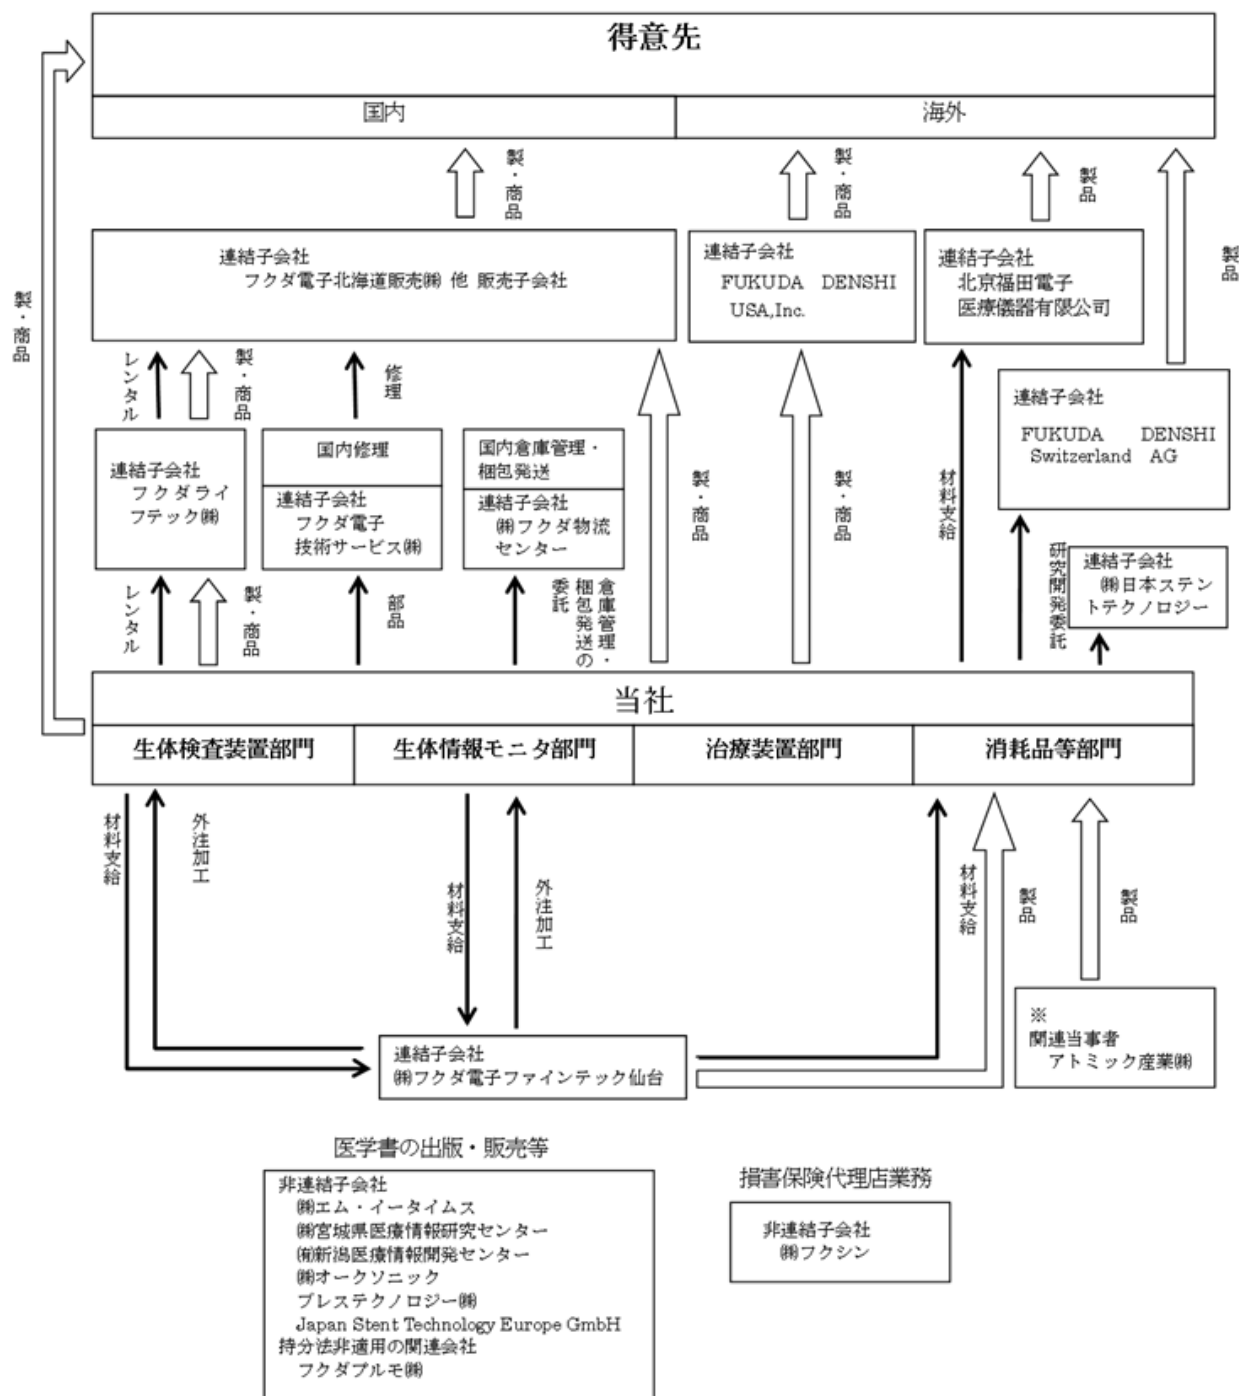 得意先
国内
海外
製・商品
製・商品
製・商品
製品
製品
連結子会社
フクダ電子北海道販売㈱ 他 販売子会社
連結子会社
FUKUDA DENSHI
USA,Inc.
連結子会社
北京福田電子
医療儀器有限公司
レンタル
製・商品
修理
連結子会社
FUKUDA DENSHI
Switzerland AG
連結子会社
フクダライ
フテック㈱
国内修理
連結子会社
フクダ電子
技術サービス㈱
国内倉庫管理・
梱包発送
連結子会社
㈱フクダ物流
センター
製・商品
製・商品
材料支給
研究開発委託
連結子会社
㈱日本ステン
トテクノロジー
レンタル
製・商品
部品
倉庫管理・
梱包発送の
委託
当社
生体検査装置部門
生体情報モニタ部門
治療装置部門
消耗品等部門
材料支給
外注加工
材料支給
外注加工
材料支給
製品
製品
※
関連当事者
アトミック産業㈱
連結子会社
㈱フクダ電子ファインテック仙台
医学書の出版・販売等
非連結子会社
㈱エム・イータイムス
㈱宮城県医療情報研究センター
㈲新潟医療情報開発センター
㈱オークソニック
ブレステクノロジー㈱
Japan Stent Technology Europe GmbH
持分法非適用の関連会社
フクダプルモ㈱
損害保険代理店業務
非連結子会社
㈱フクシン